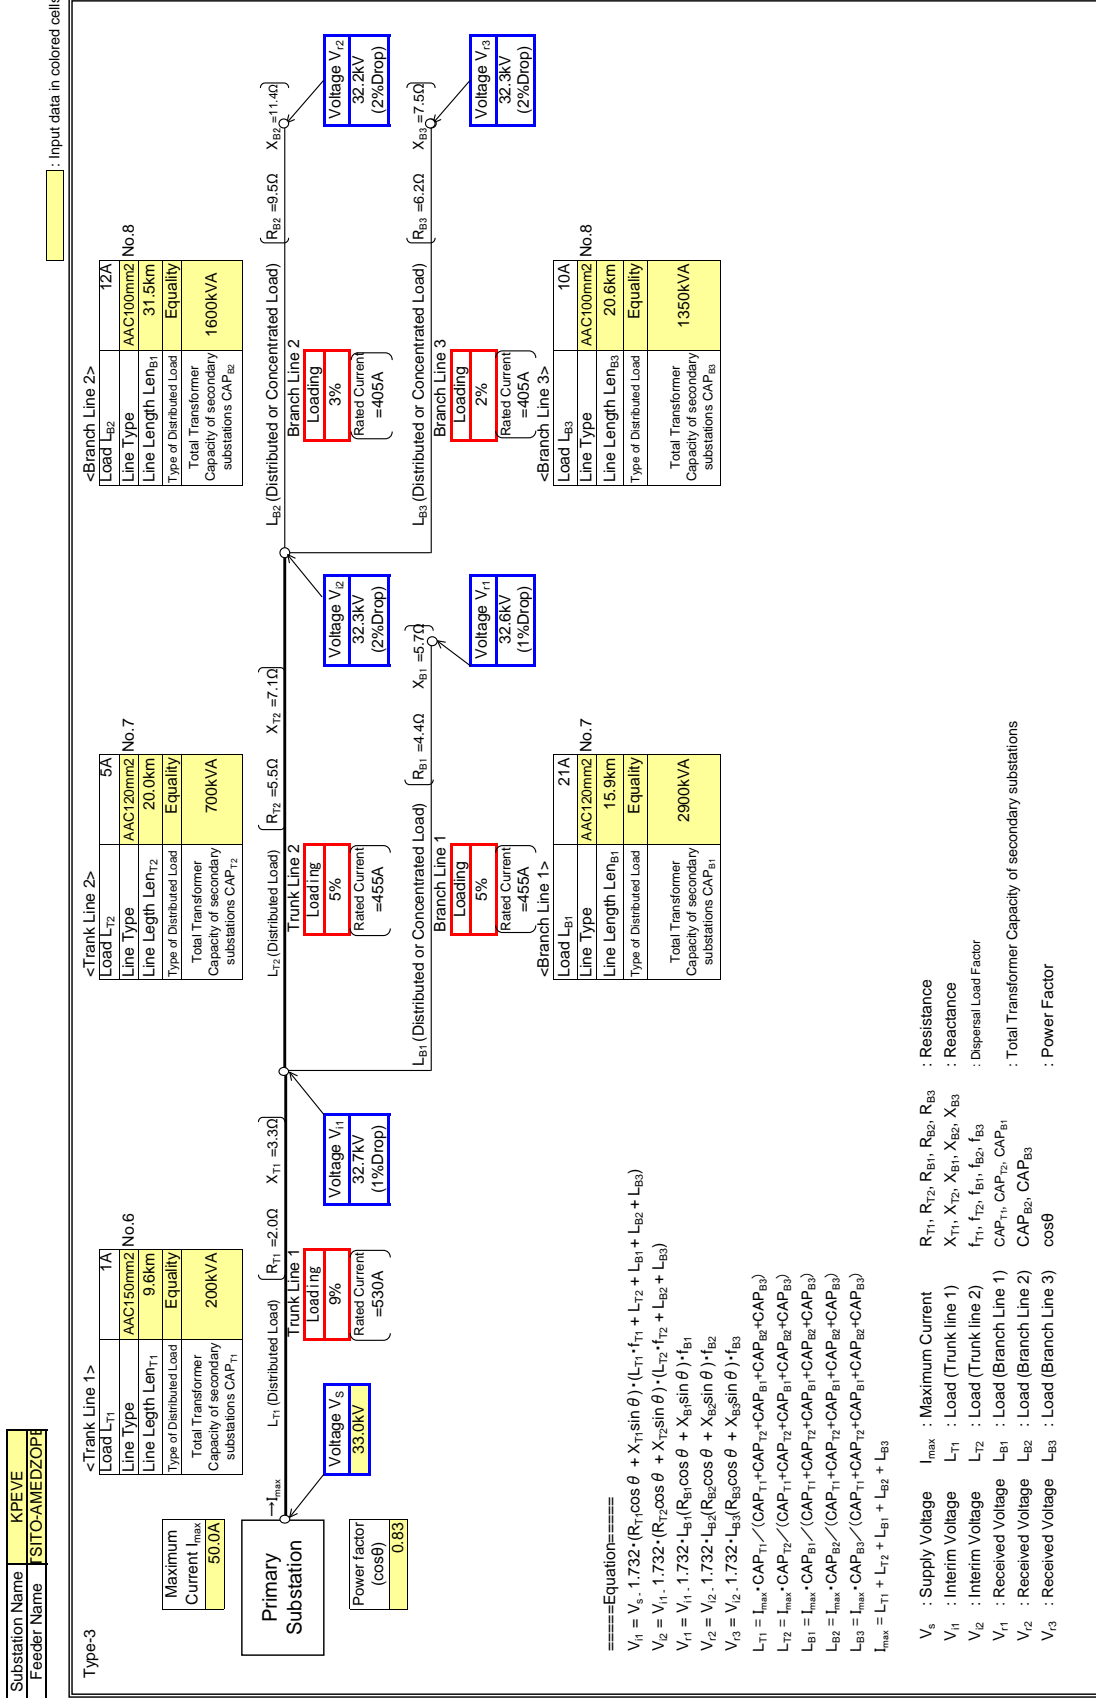 Substation Name KPEVE
Feeder Name TSITO-AMEDZOPE
: Input data in colored cells
Type-3
Maximum
Current Imax
50.0A
Primary
Substation
→Imax
Power factor
(cosθ)
0.83
Voltage Vs
33.0kV
<Trank Line 1>
Load LT1 1A
Line Type AAC150mm2 No.6
Line Legth LenT1 9.6km
Type of Distributed Load Equality
Total Transformer
Capacity of secondary
substations CAPT1
200kVA
LT1 (Distributed Load)
RT1 =2.0Ω XT1 =3.3Ω
Trunk Line 1
Loading
9%
Rated Current
=530A
Voltage Vi1
32.7kV
(1%Drop)
<Trank Line 2>
Load LT2 5A
Line Type AAC120mm2 No.7
Line Legth LenT2 20.0km
Type of Distributed Load Equality
Total Transformer
Capacity of secondary
substations CAPT2
700kVA
LT2 (Distributed Load)
RT2 =5.5Ω XT2 =7.1Ω
Trunk Line 2
Loading
5%
Rated Current
=455A
Voltage Vi2
32.3kV
(2%Drop)
LB1 (Distributed or Concentrated Load)
RB1 =4.4Ω XB1 =5.7Ω
Branch Line 1
Loading
5%
Rated Current
=455A
Voltage Vr1
32.6kV
(1%Drop)
<Branch Line 1>
Load LB1 21A
Line Type AAC120mm2 No.7
Line Length LenB1 15.9km
Type of Distributed Load Equality
Total Transformer
Capacity of secondary
substations CAPB1
2900kVA
<Branch Line 2>
Load LB2 12A
Line Type AAC100mm2 No.8
Line Length LenB1 31.5km
Type of Distributed Load Equality
Total Transformer
Capacity of secondary
substations CAPB2
1600kVA
LB2 (Distributed or Concentrated Load)
RB2 =9.5Ω XB2 =11.4Ω
Branch Line 2
Loading
3%
Rated Current
=405A
Voltage Vr2
32.2kV
(2%Drop)
LB3 (Distributed or Concentrated Load)
RB3 =6.2Ω XB3 =7.5Ω
Branch Line 3
Loading
2%
Rated Current
=405A
Voltage Vr3
32.3kV
(2%Drop)
<Branch Line 3>
Load LB3 10A
Line Type AAC100mm2 No.8
Line Length LenB3 20.6km
Type of Distributed Load Equality
Total Transformer
Capacity of secondary
substations CAPB3
1350kVA
=====Equation=====
Vi1 = Vs - 1.732・(RT1cos θ + XT1sin θ)・(LT1・fT1 + LT2 + LB1 + LB2 + LB3)
Vi2 = Vi1 - 1.732・(RT2cos θ + XT2sin θ)・(LT2・fT2 + LB2 + LB3)
Vr1 = Vi1 - 1.732・LB1(RB1cos θ + XB1sin θ)・fB1
Vr2 = Vi2 - 1.732・LB2(RB2cos θ + XB2sin θ)・fB2
Vr3 = Vi2 - 1.732・LB3(RB3cos θ + XB3sin θ)・fB3
LT1 = Imax・CAPT1/(CAPT1+CAPT2+CAPB1+CAPB2+CAPB3)
LT2 = Imax・CAPT2/(CAPT1+CAPT2+CAPB1+CAPB2+CAPB3)
LB1 = Imax・CAPB1/(CAPT1+CAPT2+CAPB1+CAPB2+CAPB3)
LB2 = Imax・CAPB2/(CAPT1+CAPT2+CAPB1+CAPB2+CAPB3)
LB3 = Imax・CAPB3/(CAPT1+CAPT2+CAPB1+CAPB2+CAPB3)
Imax = LT1 + LT2 + LB1 + LB2 + LB3
Vs : Supply Voltage Imax : Maximum Current RT1, RT2, RB1, RB2, RB3 : Resistance
Vi1 : Interim Voltage LT1 : Load (Trunk line 1) XT1, XT2, XB1, XB2, XB3 : Reactance
Vi2 : Interim Voltage LT2 : Load (Trunk line 2) fT1, fT2, fB1, fB2, fB3 : Dispersal Load Factor
Vr1 : Received Voltage LB1 : Load (Branch Line 1) CAPT1, CAPT2, CAPB1 : Total Transformer Capacity of secondary substations
Vr2 : Received Voltage LB2 : Load (Branch Line 2) CAPB2, CAPB3
Vr3 : Received Voltage LB3 : Load (Branch Line 3) cosθ : Power Factor